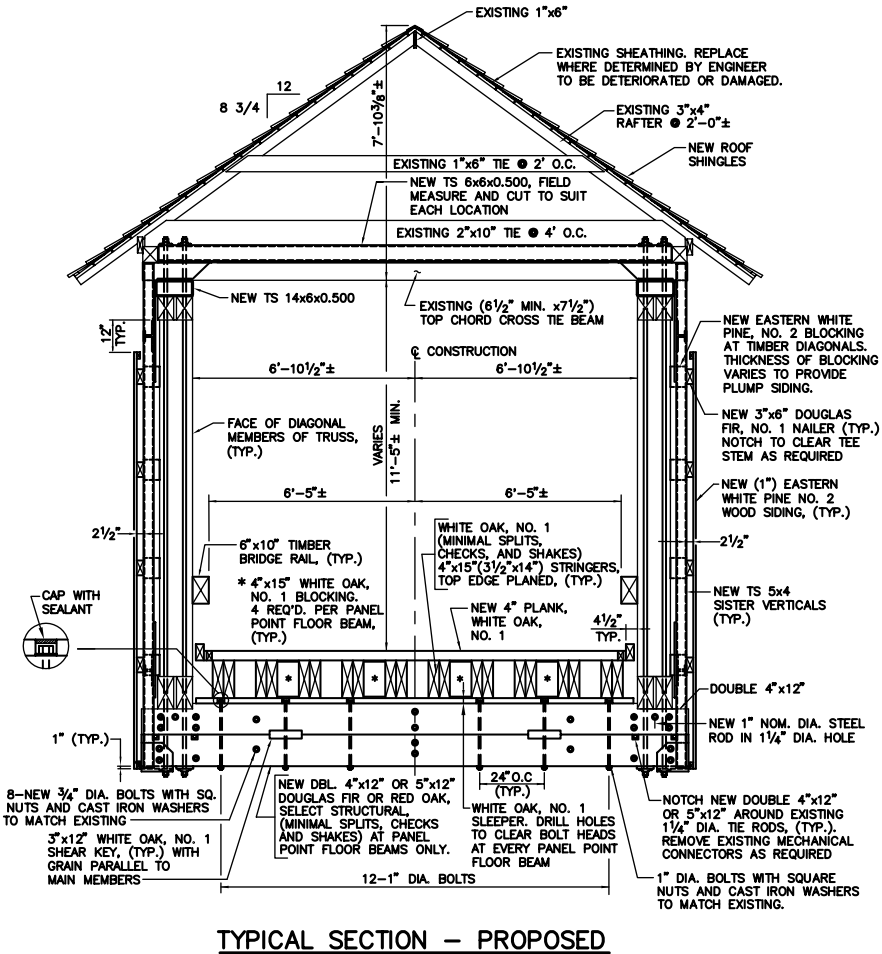 EXISTING 1"x6"
EXISTING SHEATHING. REPLACE
WHERE DETERMINED BY ENGINEER
TO BE DETERIORATED OR DAMAGED.
12
8 3/4
7'-10⅜"±
EXISTING 3"x4"
RAFTER @ 2'-0"±
NEW ROOF
SHINGLES
EXISTING 1"x6" TIE @ 2' O.C.
NEW TS 6x6x0.500, FIELD
MEASURE AND CUT TO SUIT
EACH LOCATION
EXISTING 2"x10" TIE @ 4' O.C.
NEW TS 14x6x0.500
EXISTING (6½" MIN. x7½")
TOP CHORD CROSS TIE BEAM
12"
TYP.
℄ CONSTRUCTION
6'-10½"±
6'-10½"±
NEW EASTERN WHITE
PINE, NO. 2 BLOCKING
AT TIMBER DIAGONALS.
THICKNESS OF BLOCKING
VARIES TO PROVIDE
PLUMP SIDING.
FACE OF DIAGONAL
MEMBERS OF TRUSS,
(TYP.)
VARIES
11'-5"± MIN.
NEW 3"x6" DOUGLAS
FIR, NO. 1 NAILER (TYP.)
NOTCH TO CLEAR TEE
STEM AS REQUIRED
6'-5"±
6'-5"±
NEW (1") EASTERN
WHITE PINE NO. 2
WOOD SIDING, (TYP.)
2½"
2½"
6"x10" TIMBER
BRIDGE RAIL, (TYP.)
* 4"x15" WHITE OAK,
NO. 1 BLOCKING.
4 REQ'D. PER PANEL
POINT FLOOR BEAM,
(TYP.)
WHITE OAK, NO. 1
(MINIMAL SPLITS,
CHECKS, AND SHAKES)
4"x15"(3½"x14") STRINGERS,
TOP EDGE PLANED, (TYP.)
NEW TS 5x4
SISTER VERTICALS
(TYP.)
CAP WITH
SEALANT
NEW 4" PLANK,
WHITE OAK,
NO. 1
4½"
TYP.
* * * *
DOUBLE 4"x12"
NEW 1" NOM. DIA. STEEL
ROD IN 1¼" DIA. HOLE
1" (TYP.)
24"O.C
(TYP.)
8-NEW ¾" DIA. BOLTS WITH SQ.
NUTS AND CAST IRON WASHERS
TO MATCH EXISTING
NEW DBL. 4"x12" OR 5"x12"
DOUGLAS FIR OR RED OAK,
SELECT STRUCTURAL,
(MINIMAL SPLITS, CHECKS
AND SHAKES) AT PANEL
POINT FLOOR BEAMS ONLY.
WHITE OAK, NO. 1
SLEEPER. DRILL HOLES
TO CLEAR BOLT HEADS
AT EVERY PANEL POINT
FLOOR BEAM
NOTCH NEW DOUBLE 4"x12"
OR 5"x12" AROUND EXISTING
1¼" DIA. TIE RODS, (TYP.).
REMOVE EXISTING MECHANICAL
CONNECTORS AS REQUIRED
3"x12" WHITE OAK, NO. 1
SHEAR KEY, (TYP.) WITH
GRAIN PARALLEL TO
MAIN MEMBERS
12-1" DIA. BOLTS
1" DIA. BOLTS WITH SQUARE
NUTS AND CAST IRON WASHERS
TO MATCH EXISTING.
TYPICAL SECTION – PROPOSED